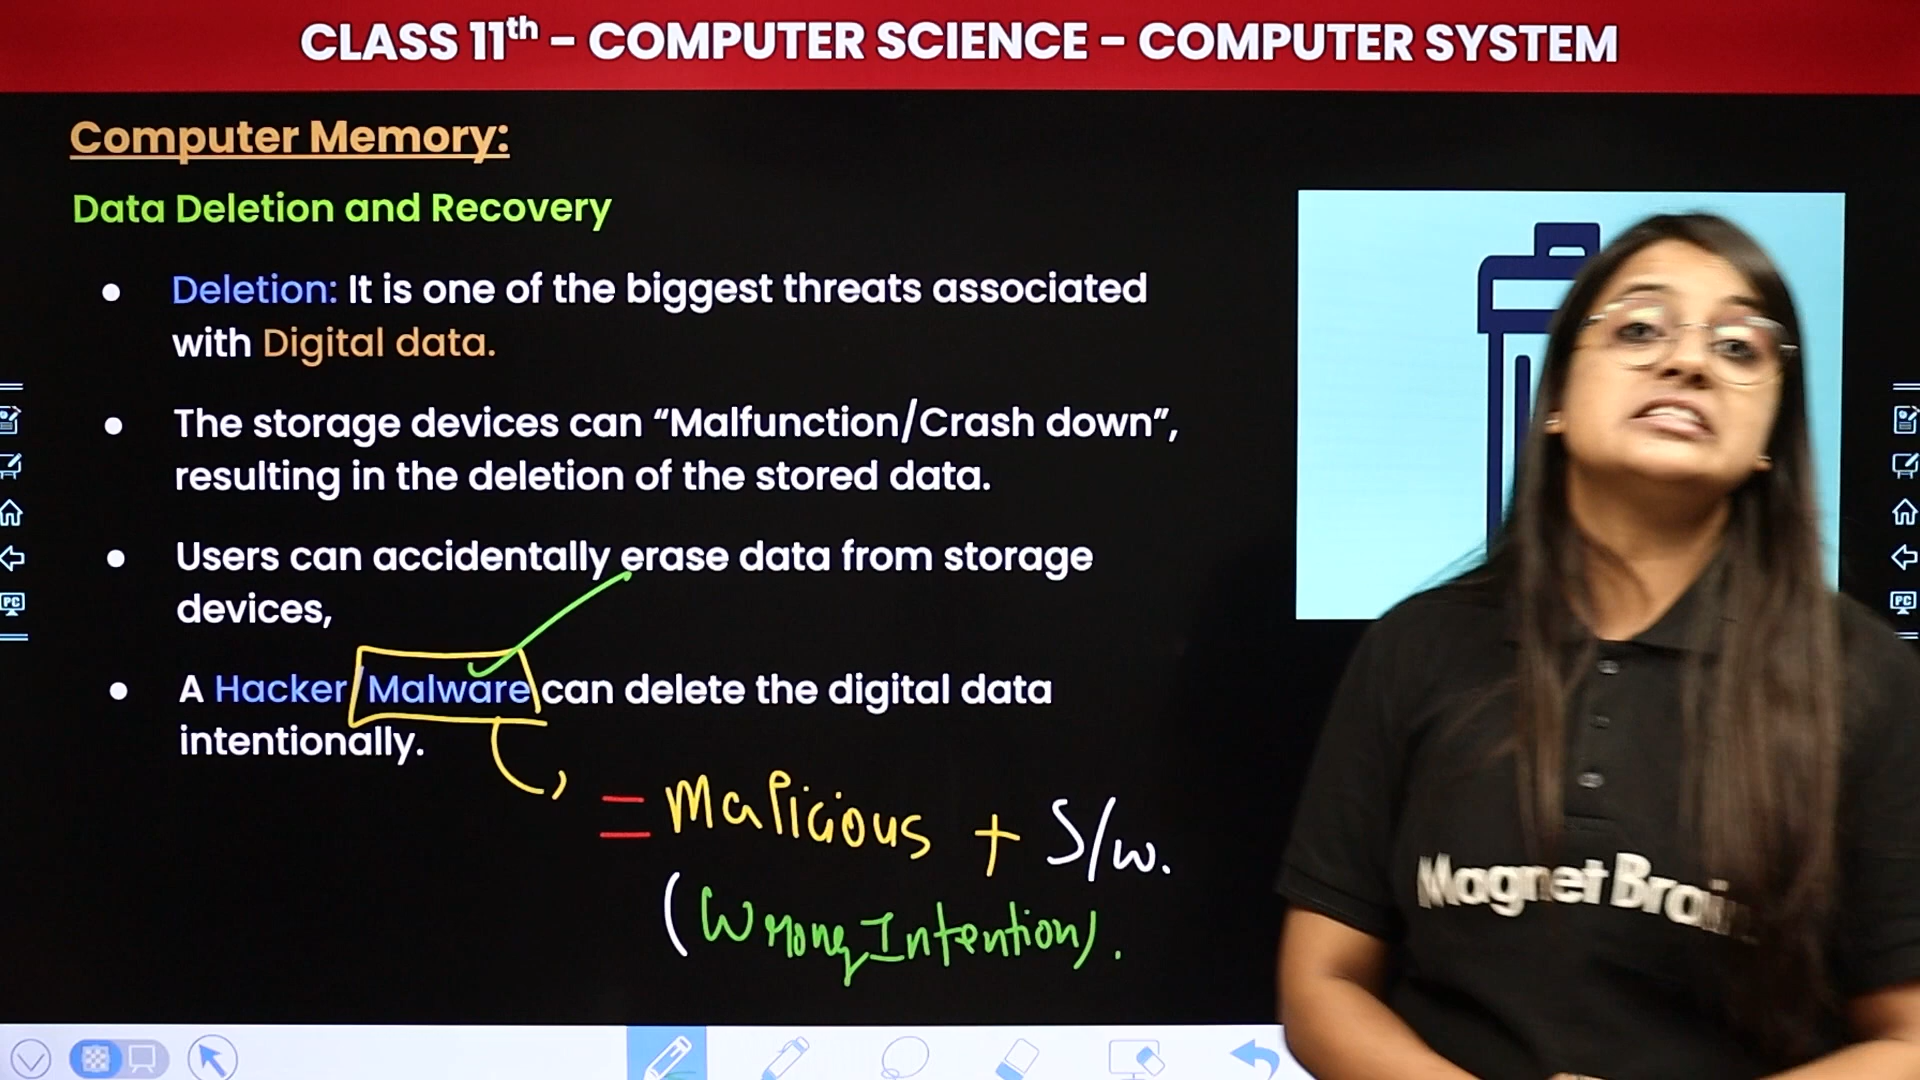 CLASS 11th - COMPUTER SCIENCE - COMPUTER SYSTEM
Computer Memory:
Data Deletion and Recovery
• Deletion: It is one of the biggest threats associated
with Digital data.
• The storage devices can “Malfunction/Crash down”,
resulting in the deletion of the stored data.
• Users can accidentally erase data from storage
devices,
• A Hacker/Malware can delete the digital data
intentionally.
= Malicious + S/w.
(Wrong Intention).
Magnet Brai
PC
PC